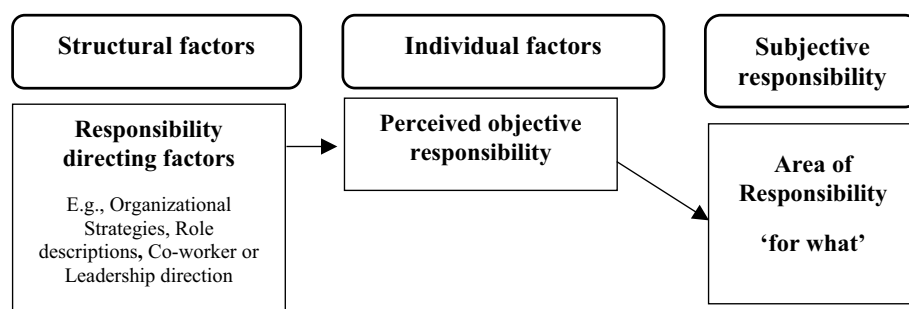 Structural factors
Individual factors
Subjective
responsibility
Responsibility
directing factors
E.g., Organizational
Strategies, Role
descriptions, Co-worker or
Leadership direction
Perceived objective
responsibility
Area of
Responsibility
‘for what’